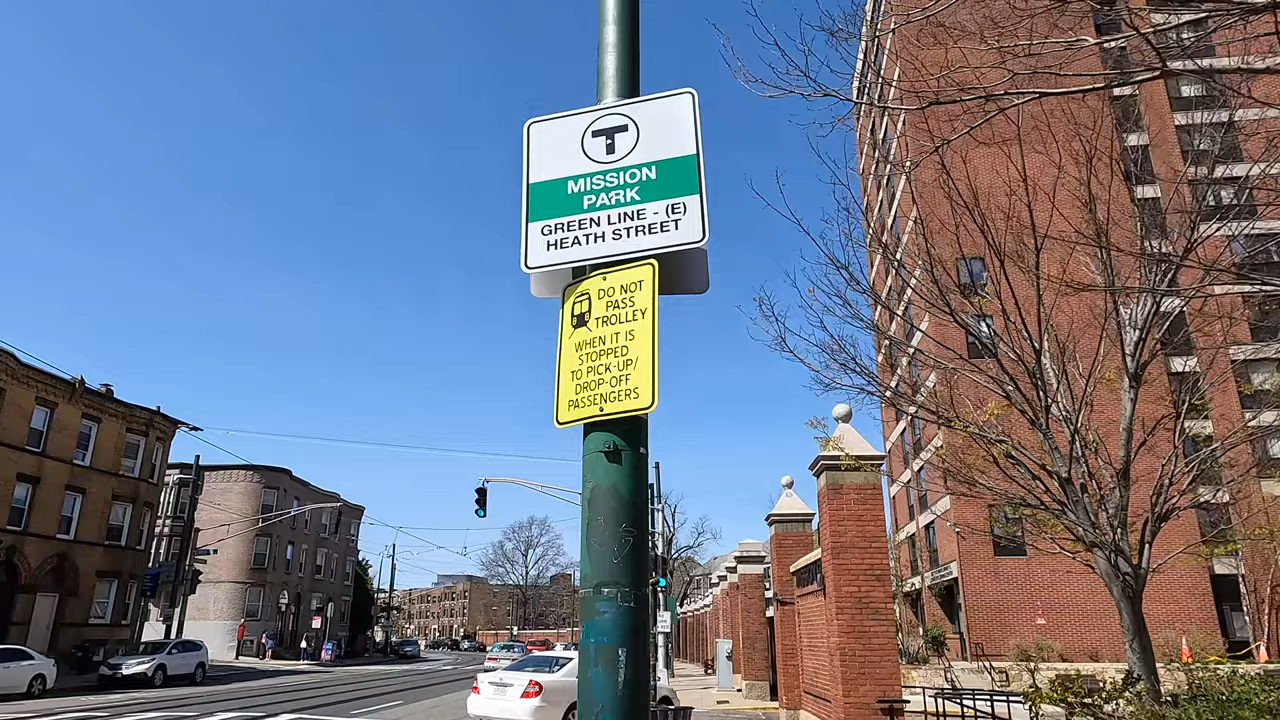 T
MISSION
PARK
GREEN LINE - (E)
HEATH STREET
DO NOT
PASS
TROLLEY
WHEN IT IS
STOPPED
TO PICK-UP/
DROP-OFF
PASSENGERS